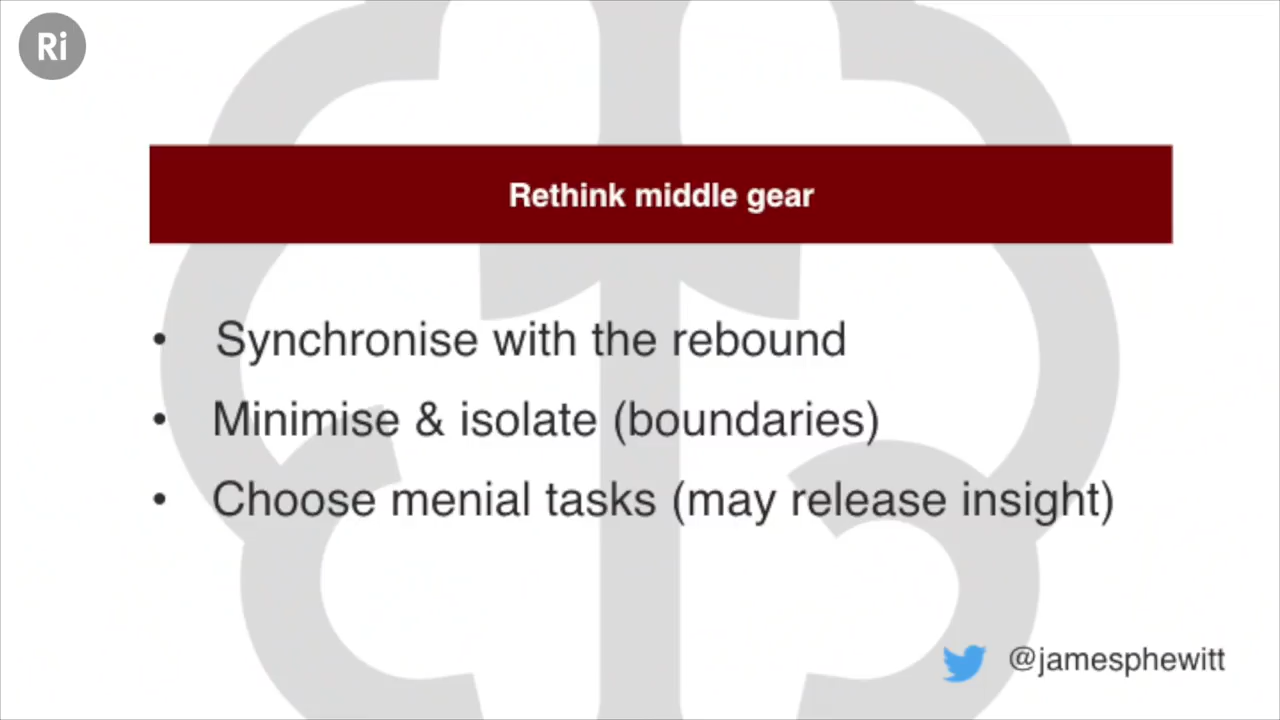 Ri
Rethink middle gear
• Synchronise with the rebound
• Minimise & isolate (boundaries)
• Choose menial tasks (may release insight)
@jamesphewitt